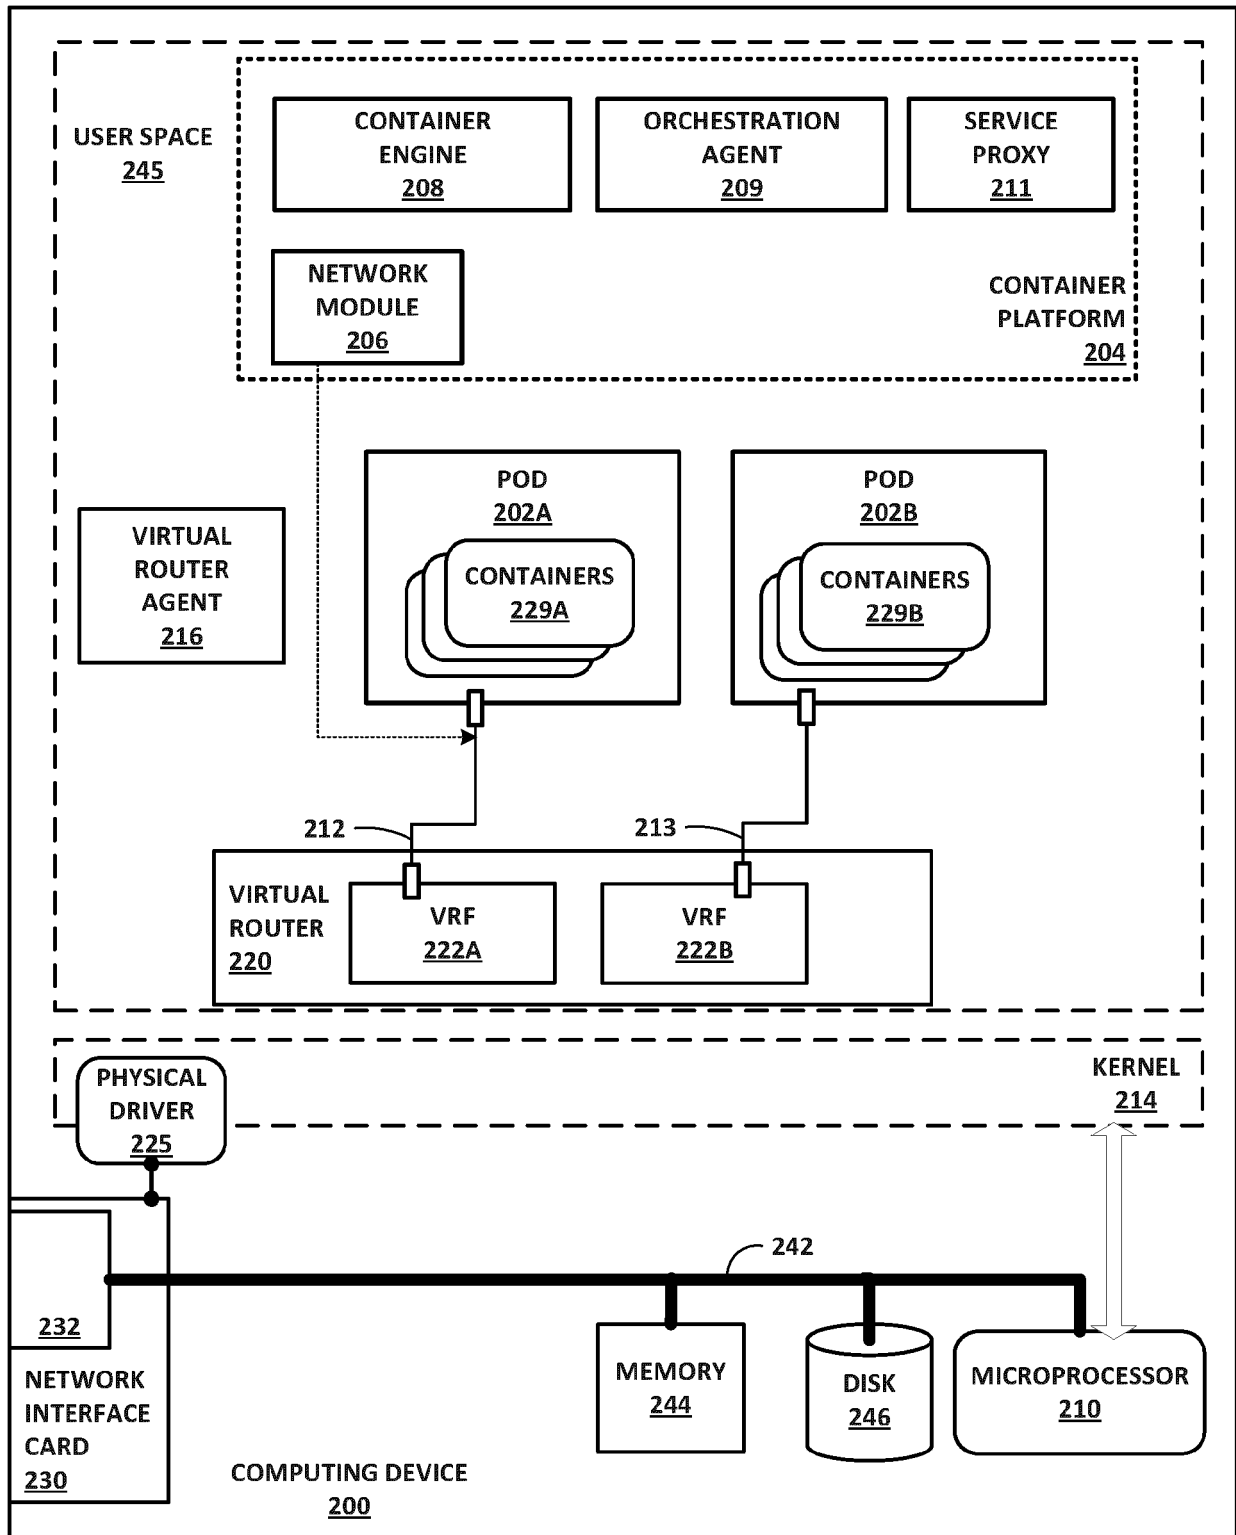 USER SPACE
245
CONTAINER
ENGINE
208
ORCHESTRATION
AGENT
209
SERVICE
PROXY
211
NETWORK
MODULE
206
CONTAINER
PLATFORM
204
POD
202A
CONTAINERS
229A
POD
202B
CONTAINERS
229B
VIRTUAL
ROUTER
AGENT
216
212
213
VIRTUAL
ROUTER
220
VRF
222A
VRF
222B
PHYSICAL
DRIVER
225
KERNEL
214
242
232
NETWORK
INTERFACE
CARD
230
MEMORY
244
DISK
246
MICROPROCESSOR
210
COMPUTING DEVICE
200